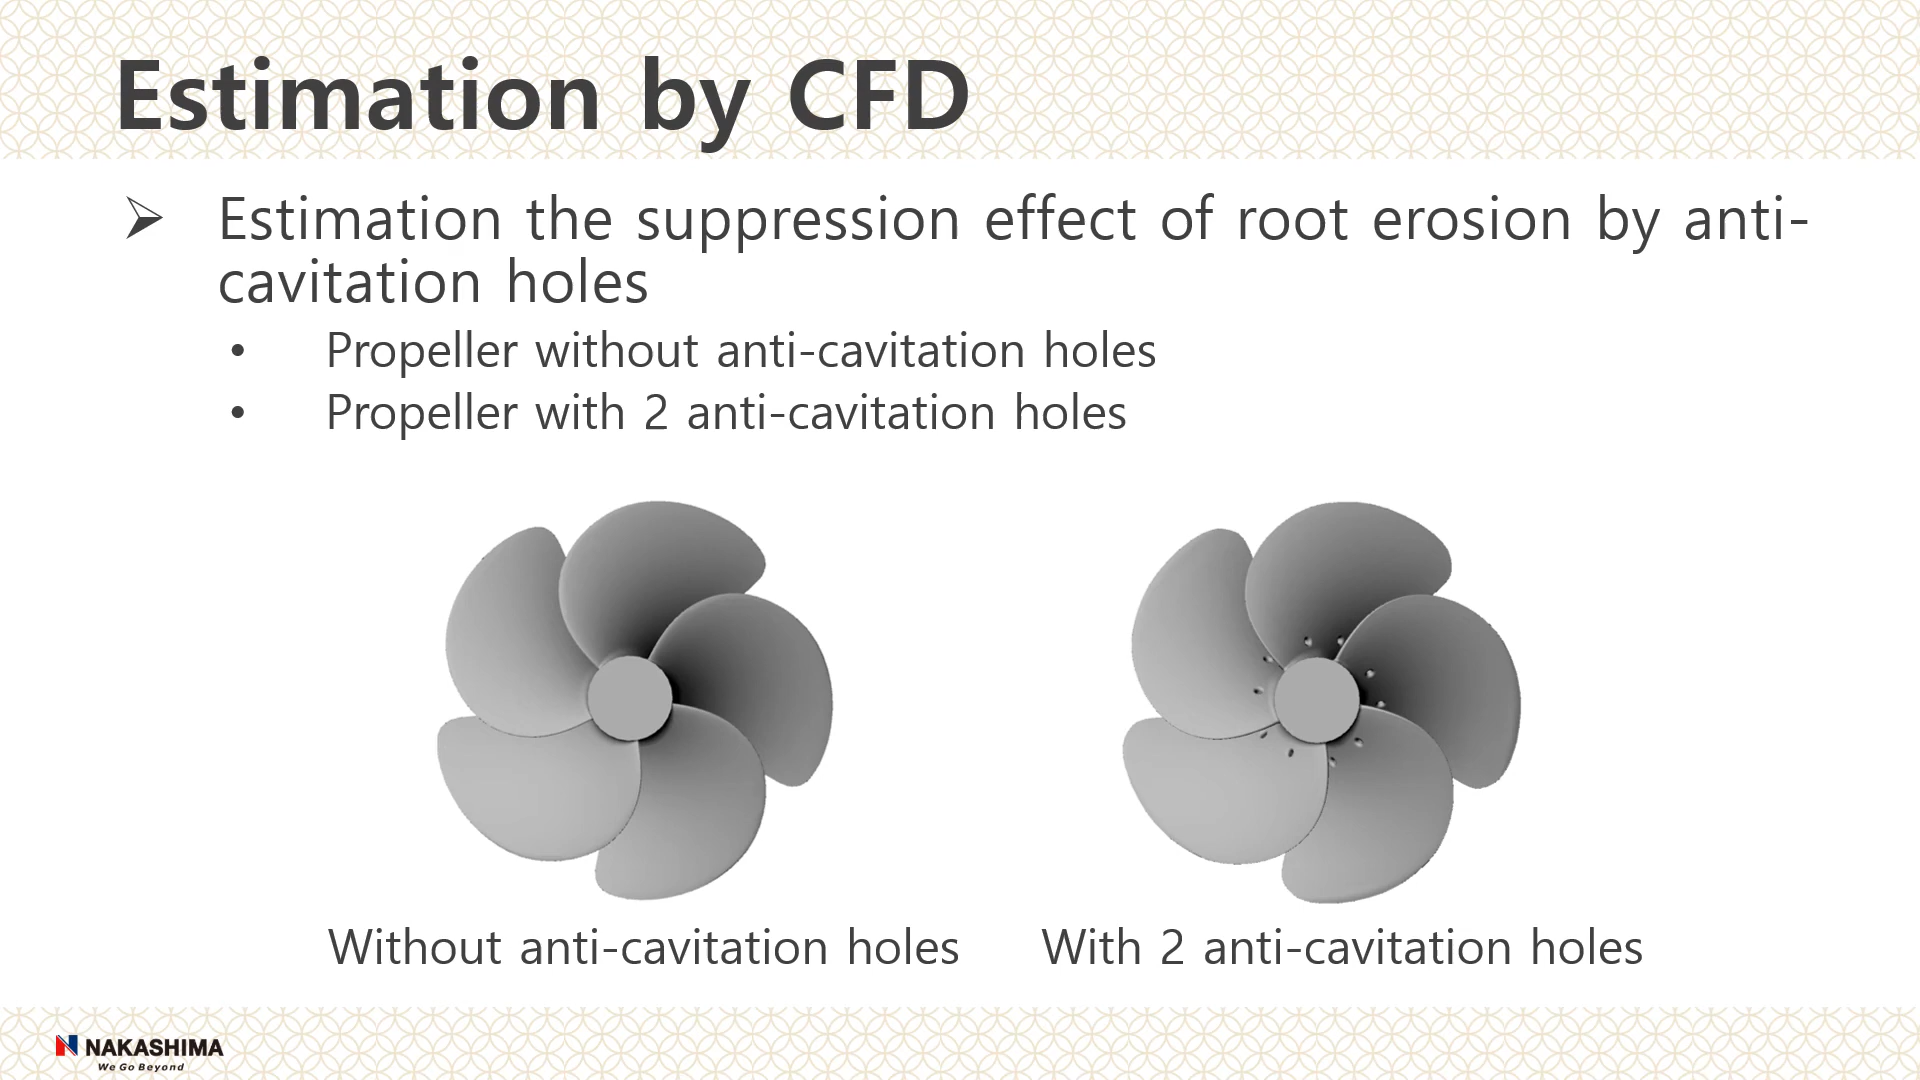 Estimation by CFD
Estimation the suppression effect of root erosion by anti-
cavitation holes
• Propeller without anti-cavitation holes
• Propeller with 2 anti-cavitation holes
Without anti-cavitation holes
With 2 anti-cavitation holes
NAKASHIMA
We Go Beyond